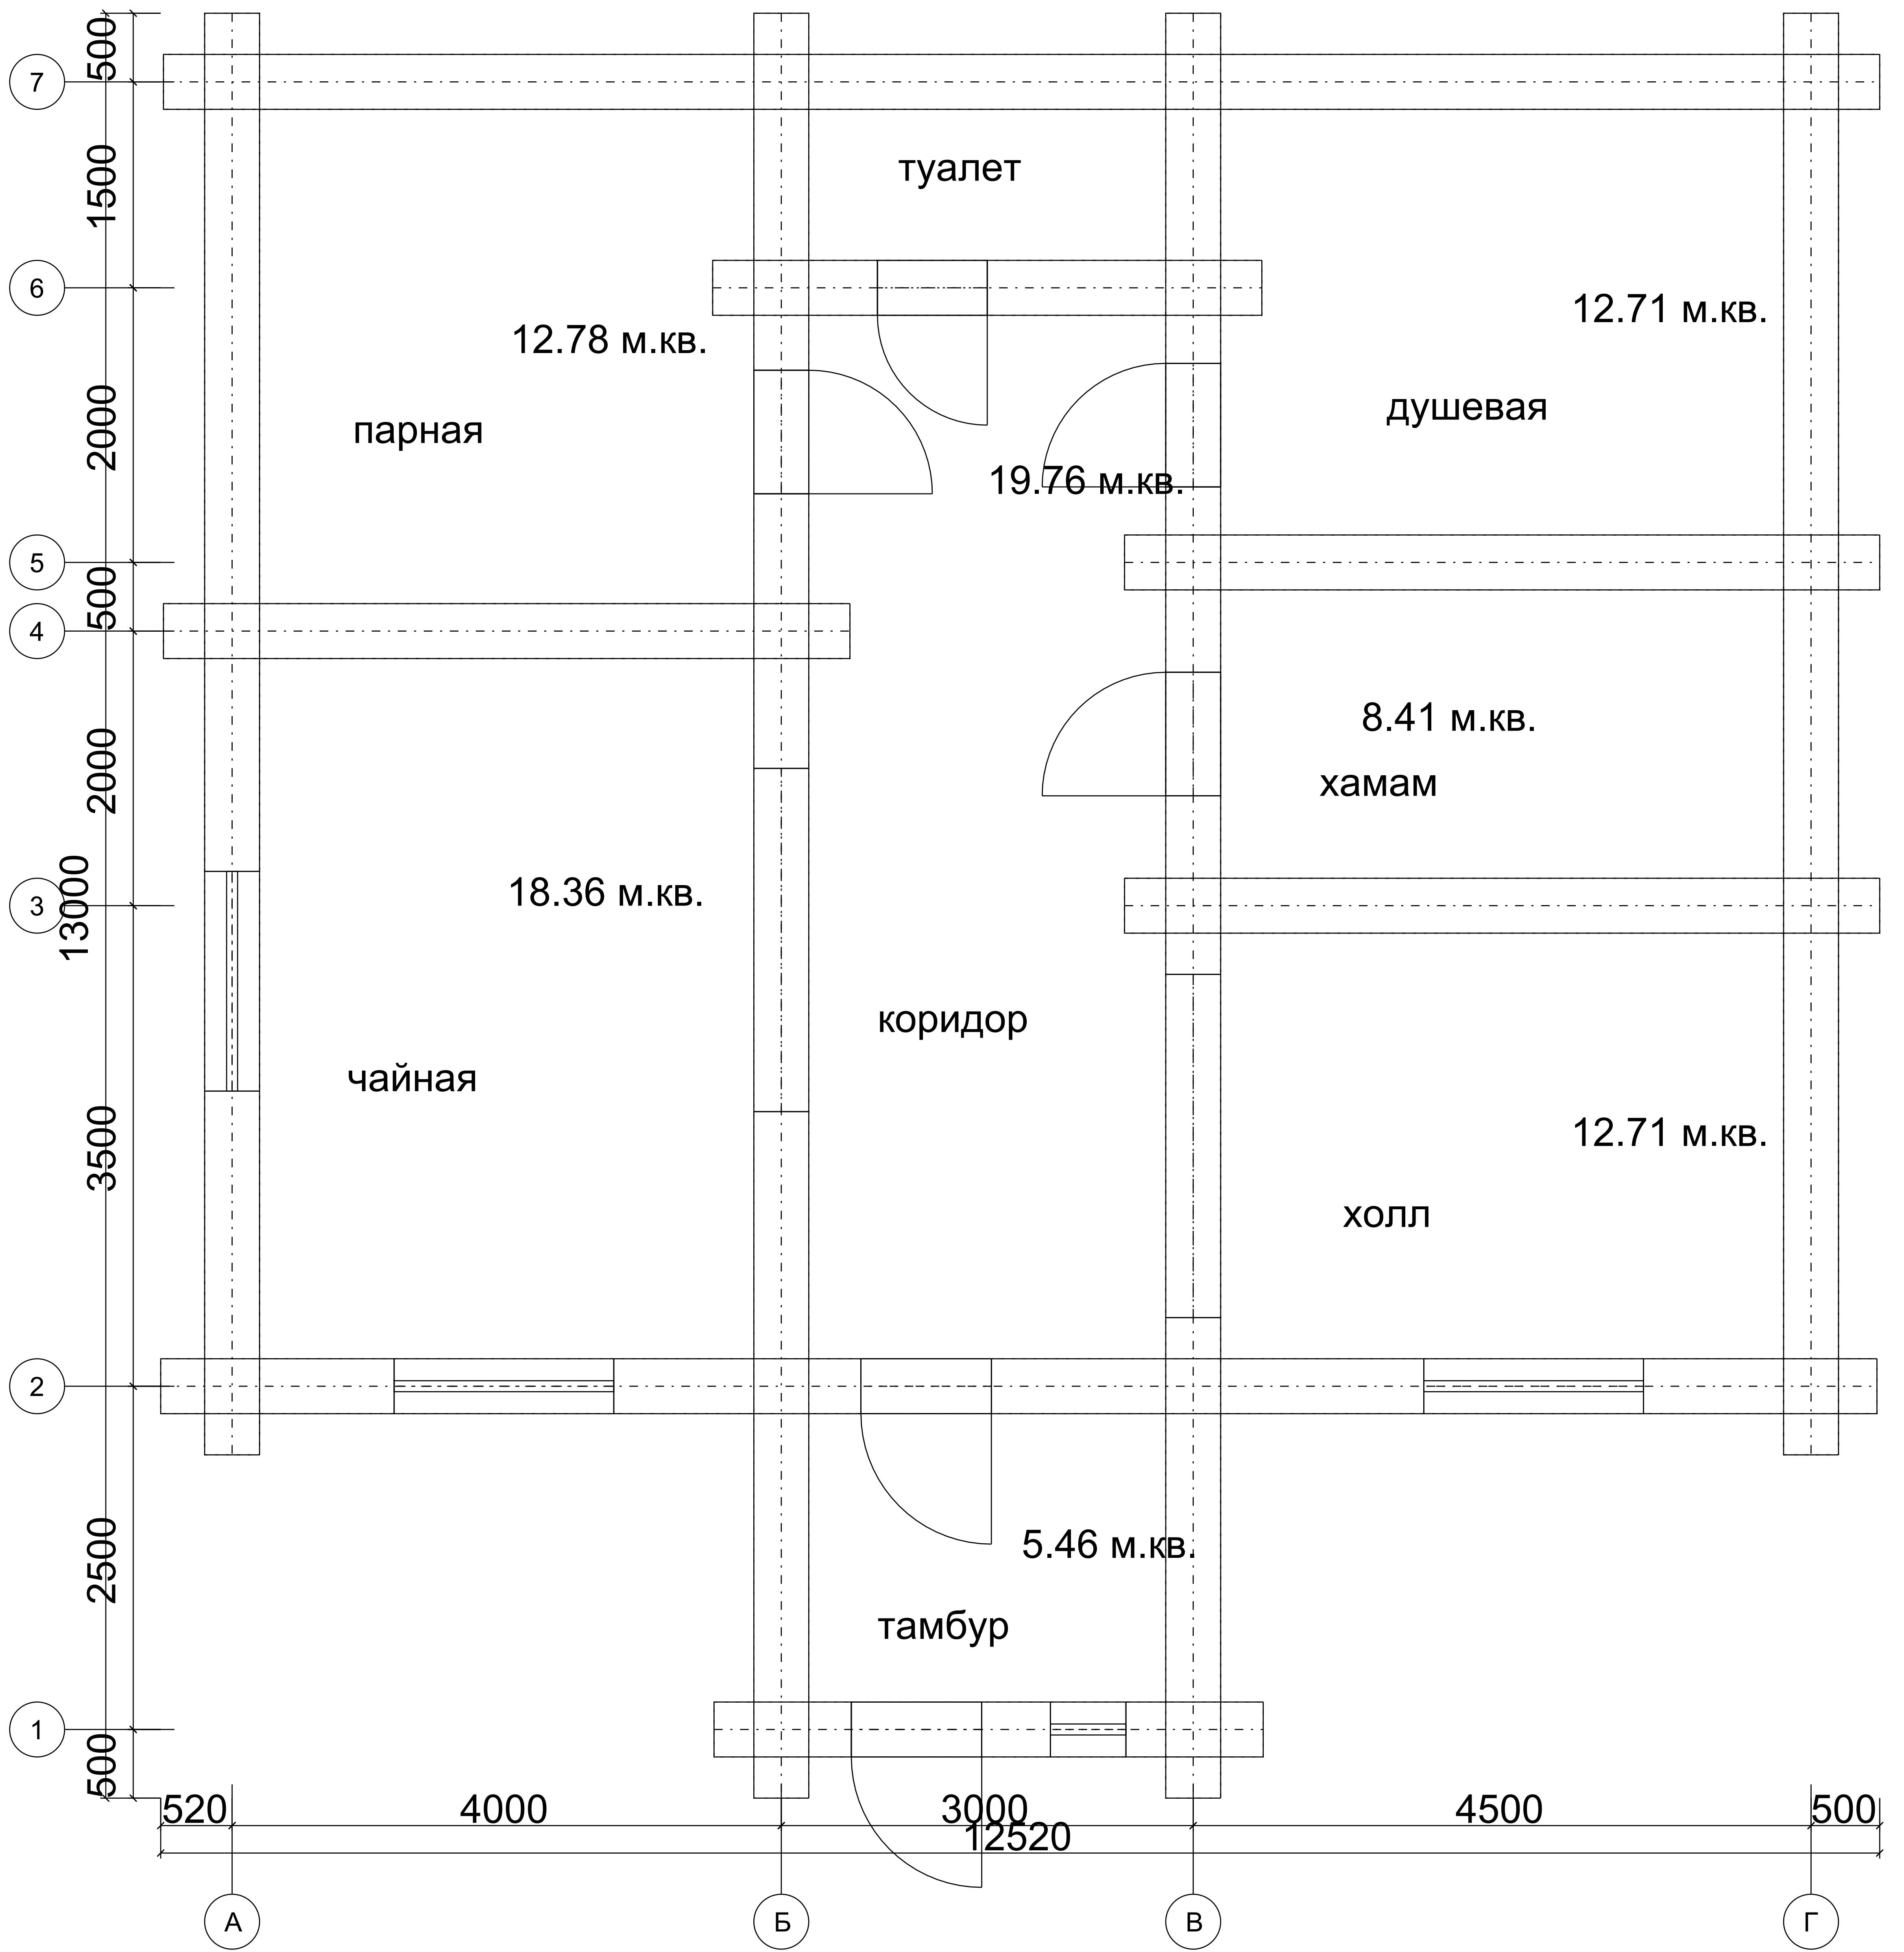 500
7
1500
туалет
6
12.71 м.кв.
12.78 м.кв.
2000
душевая
парная
19.76 м.кв.
5
500
4
2000
8.41 м.кв.
хамам
18.36 м.кв.
3
13000
коридор
чайная
3500
12.71 м.кв.
холл
2
2500
5.46 м.кв.
тамбур
1
500
520
4000
3000
4500
500
12520
А
Б
В
Г